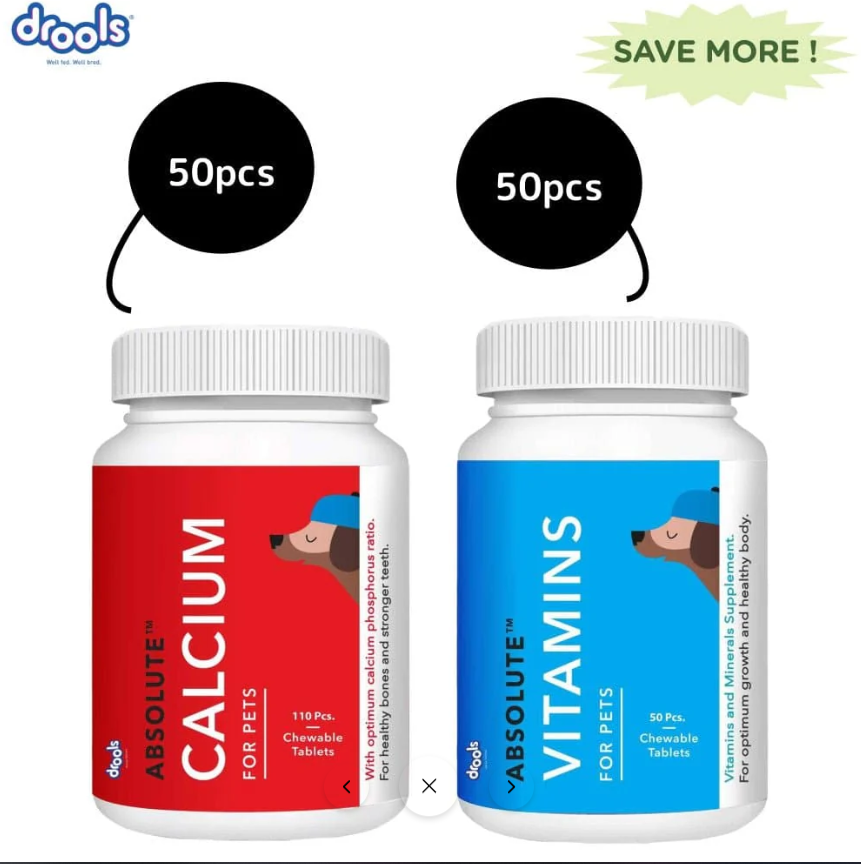 drools
Well fed. Well bred.
SAVE MORE !
50pcs
50pcs
drools
ABSOLUTE™
CALCIUM
FOR PETS
110 Pcs.
Chewable
Tablets
With optimum calcium phosphorus ratio.
For healthy bones and stronger teeth.
drools
ABSOLUTE™
VITAMINS
FOR PETS
50 Pcs.
Chewable
Tablets
Vitamins and Minerals Supplement.
For optimum growth and healthy body.